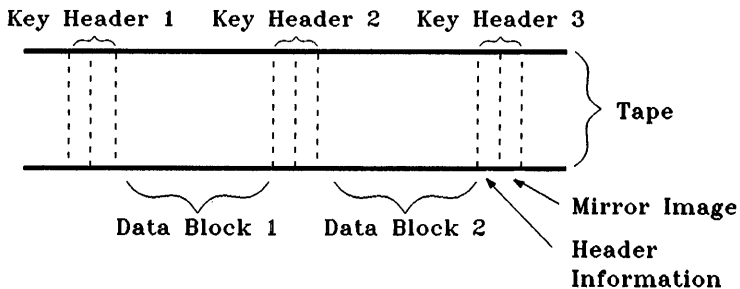 Key Header 1 Key Header 2 Key Header 3
Tape
Data Block 1 Data Block 2
Mirror Image
Header
Information